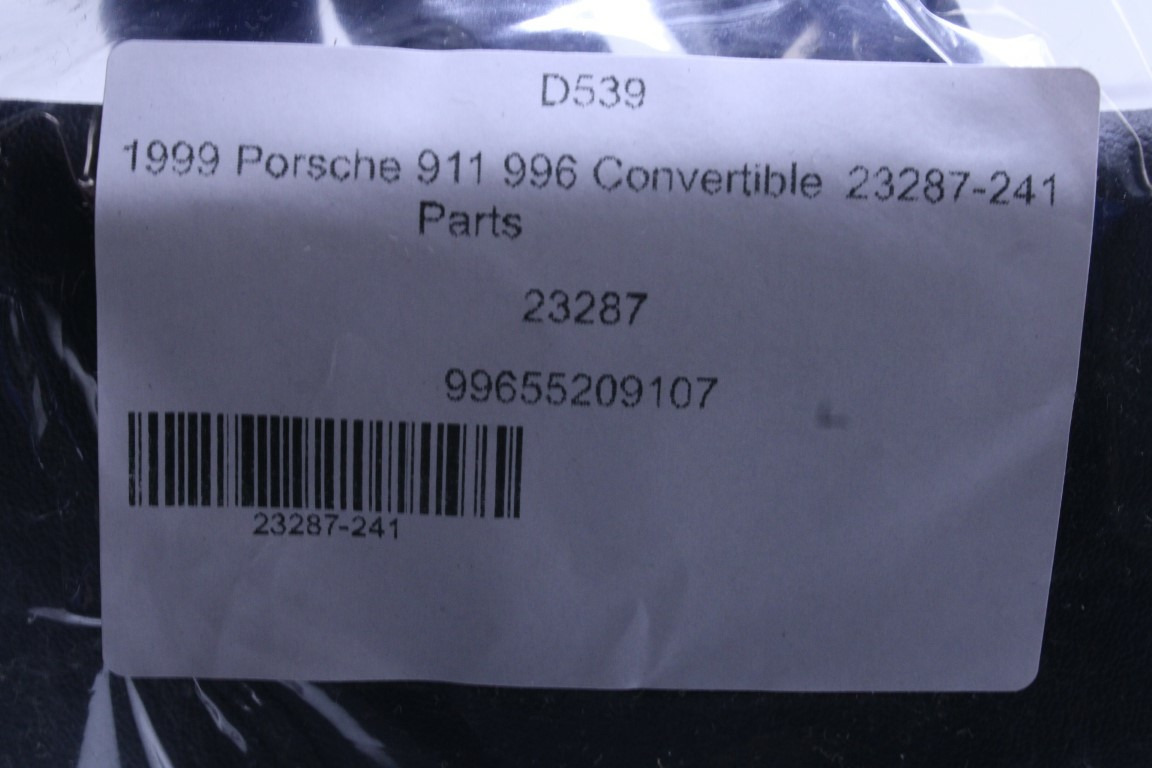 D539
1999 Porsche 911 996 Convertible 23287-241
Parts
23287
99655209107
23287-241